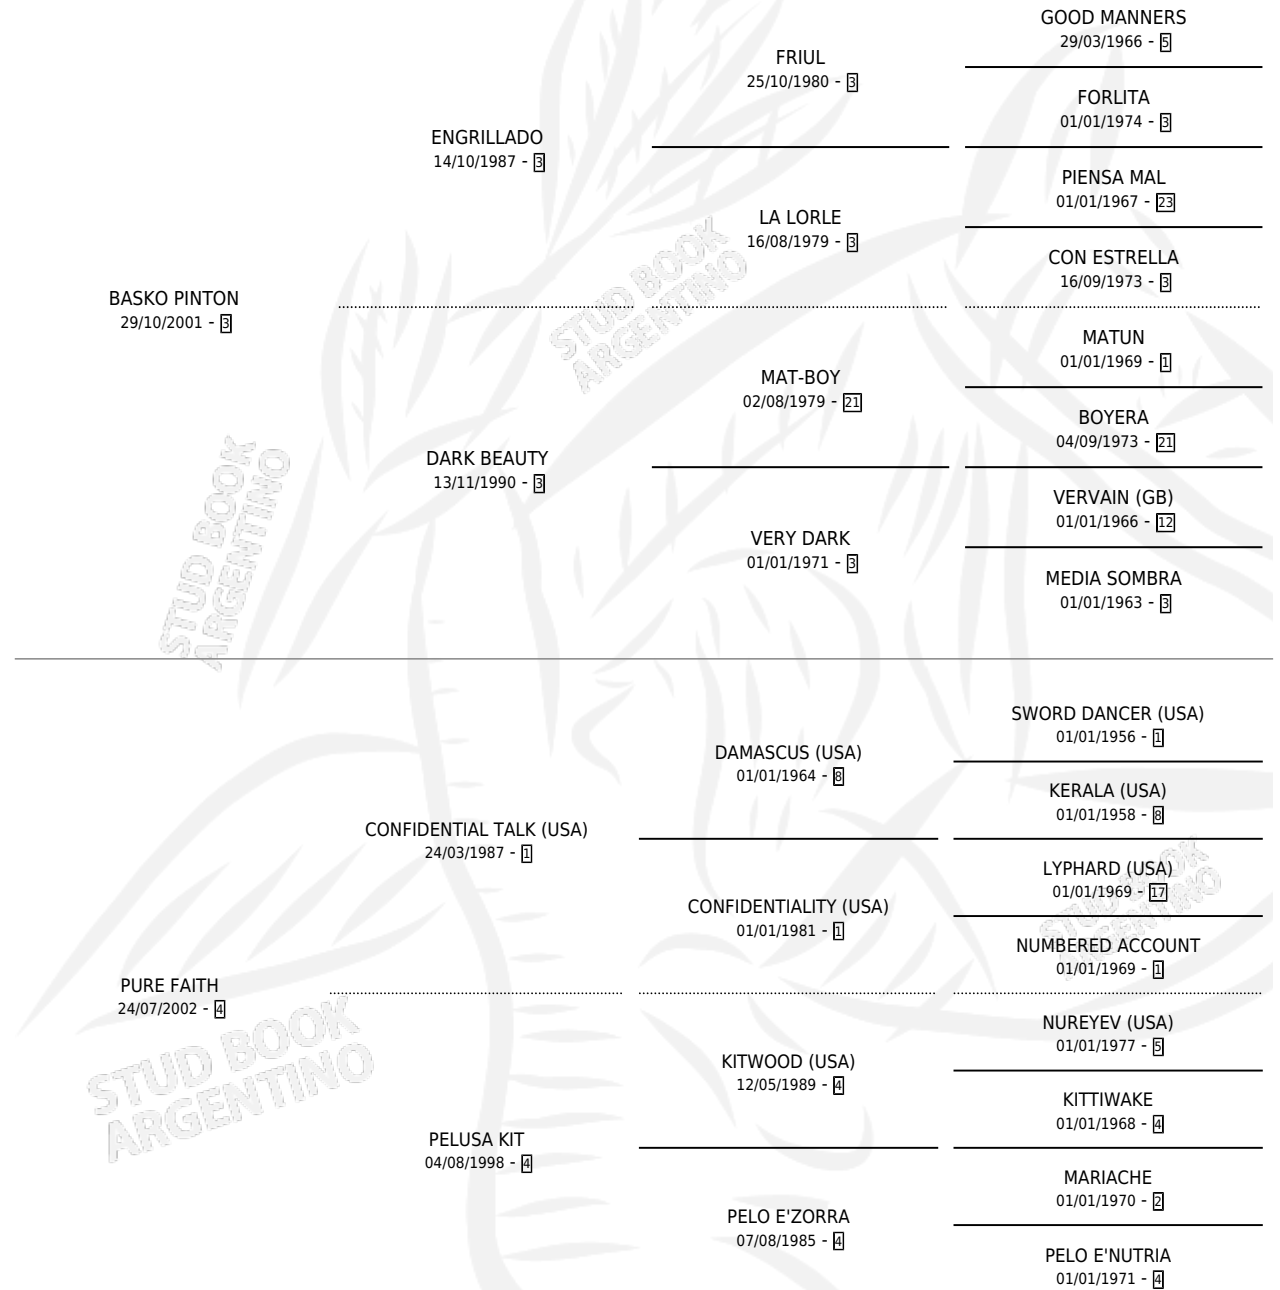 GOOD MANNERS
29/03/1966 - 5
FRIUL
25/10/1980 - 3
FORLITA
01/01/1974 - 3
ENGRILLADO
14/10/1987 - 3
PIENSA MAL
01/01/1967 - 23
LA LORLE
16/08/1979 - 3
CON ESTRELLA
16/09/1973 - 3
BASKO PINTON
29/10/2001 - 3
MATUN
01/01/1969 - 1
MAT-BOY
02/08/1979 - 21
BOYERA
04/09/1973 - 21
DARK BEAUTY
13/11/1990 - 3
VERVAIN (GB)
01/01/1966 - 12
VERY DARK
01/01/1971 - 3
MEDIA SOMBRA
01/01/1963 - 3
STUD BOOK
ARGENTINO
STUD BOOK
ARGENTINO
SWORD DANCER (USA)
01/01/1956 - 1
DAMASCUS (USA)
01/01/1964 - 8
KERALA (USA)
01/01/1958 - 8
CONFIDENTIAL TALK (USA)
24/03/1987 - 1
LYPHARD (USA)
01/01/1969 - 17
CONFIDENTIALITY (USA)
01/01/1981 - 1
NUMBERED ACCOUNT
01/01/1969 - 1
PURE FAITH
24/07/2002 - 4
NUREYEV (USA)
01/01/1977 - 5
KITWOOD (USA)
12/05/1989 - 4
KITTIWAKE
01/01/1968 - 4
PELUSA KIT
04/08/1998 - 4
MARIACHE
01/01/1970 - 2
PELO E'ZORRA
07/08/1985 - 4
PELO E'NUTRIA
01/01/1971 - 4
STUD BOOK
ARGENTINO
STUD BOOK
ARGENTINO